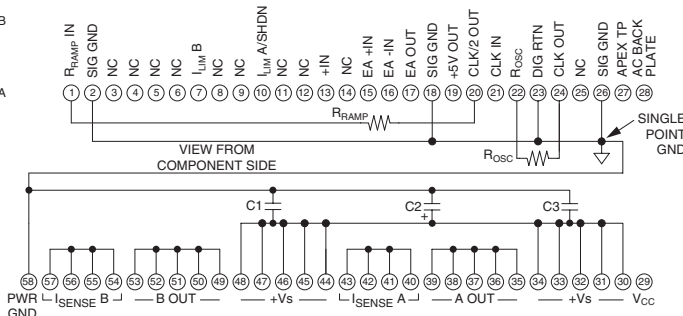 B
A
R_RAMP IN
SIG GND
NC
NC
NC
NC
I_LIM B
NC
NC
I_LIM A/SHDN
NC
NC
+IN
NC
EA +IN
EA -IN
EA OUT
SIG GND
+5V OUT
CLK/2 OUT
CLK IN
R_OSC
DIG RTN
CLK OUT
NC
SIG GND
APEX TP
AC BACK
PLATE
1 2 3 4 5 6 7 8 9 10 11 12 13 14 15 16 17 18 19 20 21 22 23 24 25 26 27 28
R_RAMP
SINGLE
POINT
GND
VIEW FROM
COMPONENT SIDE
R_OSC
C1 C2 C3
+
58 57 56 55 54 53 52 51 50 49 48 47 46 45 44 43 42 41 40 39 38 37 36 35 34 33 32 31 30 29
PWR
GND
I_SENSE B
B OUT
+Vs
I_SENSE A
A OUT
+Vs
V_CC